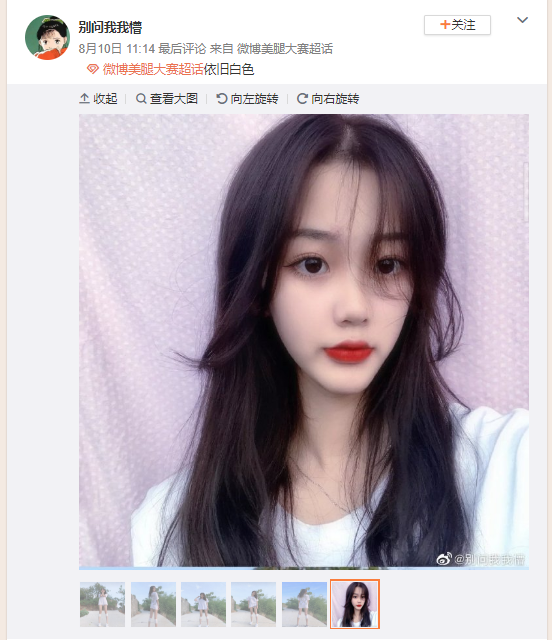 别问我我懵
+关注
8月10日 11:14 最后评论 来自 微博美腿大赛超话
微博美腿大赛超话依旧白色
收起 查看大图 向左旋转 向右旋转
@别问我我懵